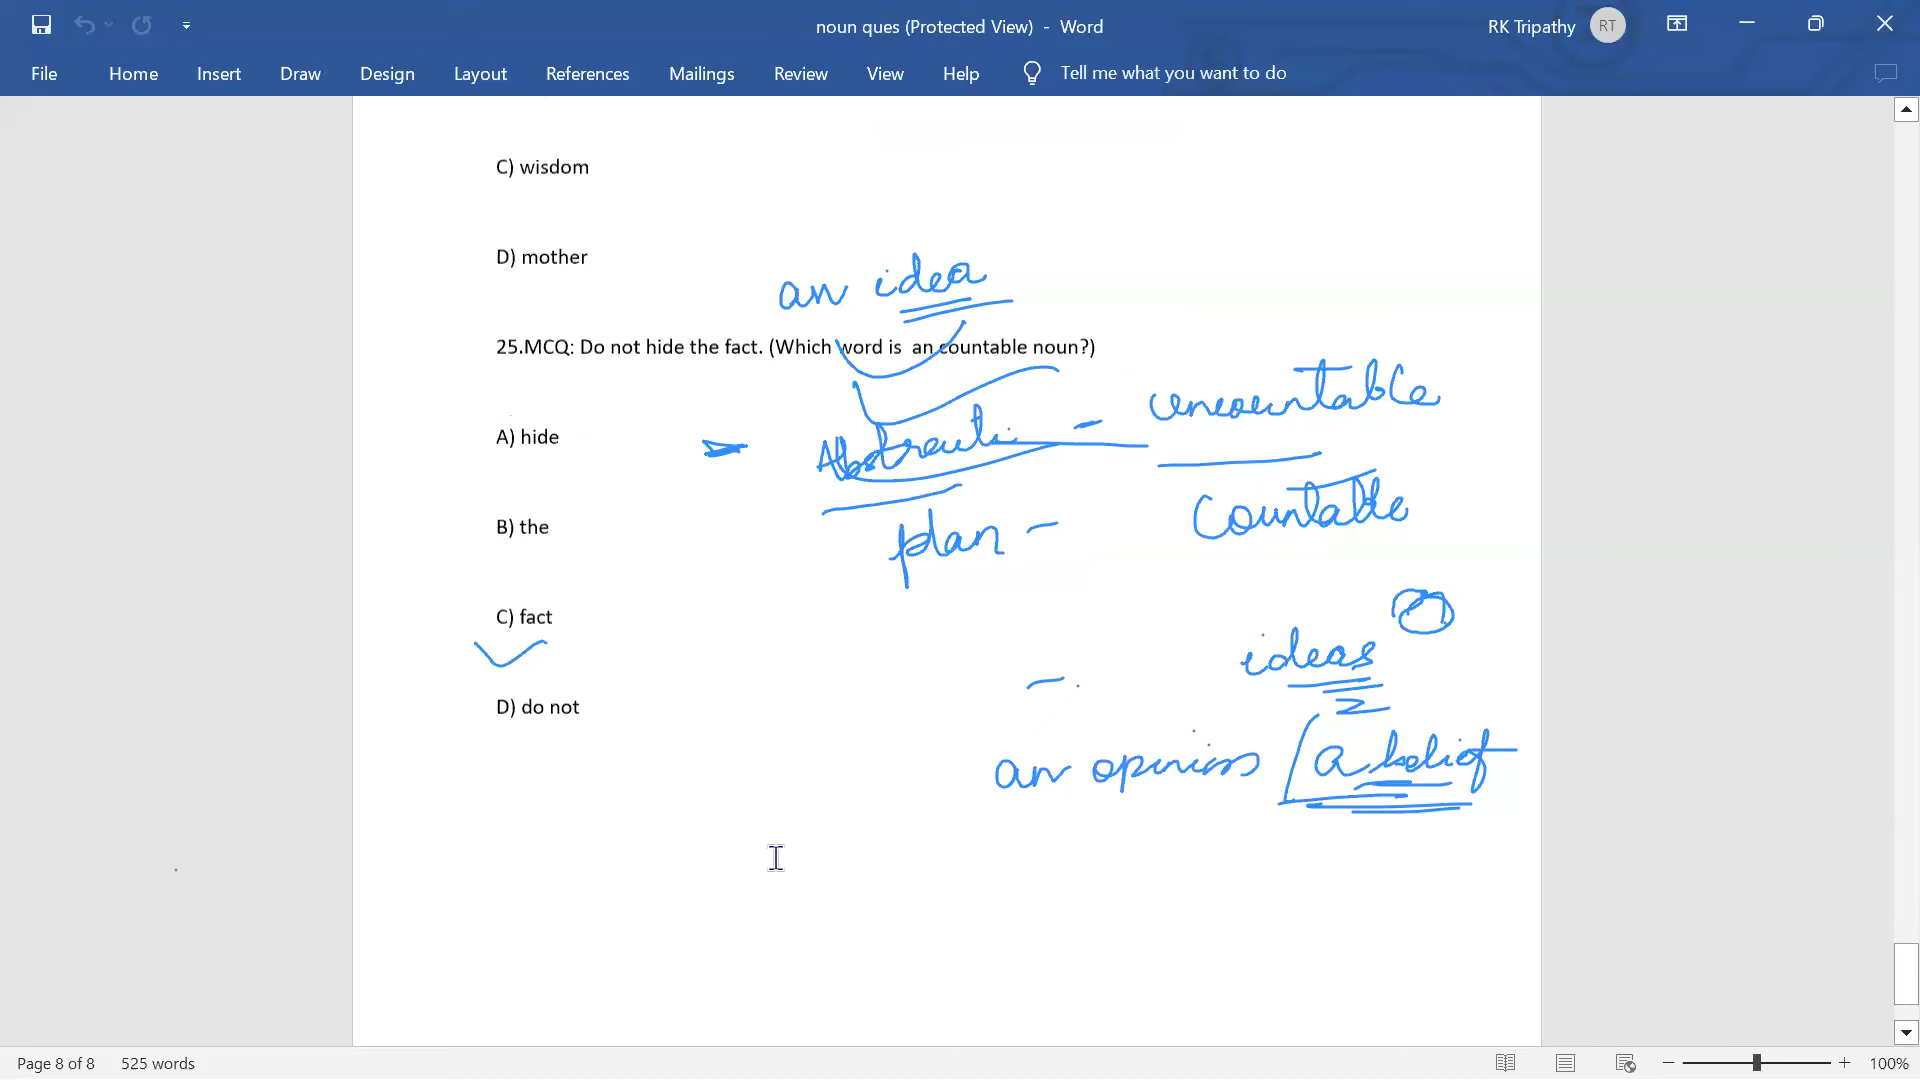 noun ques (Protected View) - Word
RK Tripathy RT
File Home Insert Draw Design Layout References Mailings Review View Help Tell me what you want to do
C) wisdom
D) mother
an idea
25.MCQ: Do not hide the fact. (Which word is  an countable noun?)
uncountable
A) hide
Abstract
Countable
B) the
plan -
C) fact
ideas
D) do not
an opinion / a belief
Page 8 of 8 525 words
100%